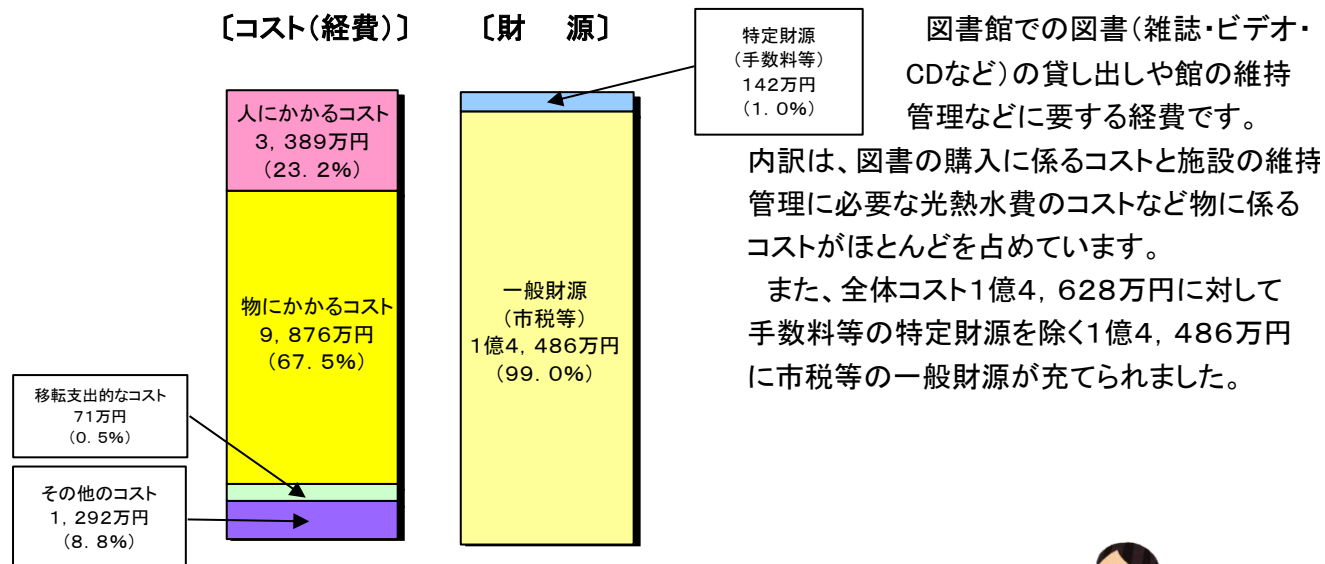 〔コスト(経費)〕
〔財　源〕
人にかかるコスト
3,389万円
(23.2%)
物にかかるコスト
9,876万円
(67.5%)
移転支出的なコスト
71万円
(0.5%)
その他のコスト
1,292万円
(8.8%)
特定財源
(手数料等)
142万円
(1.0%)
一般財源
(市税等)
1億4,486万円
(99.0%)
図書館での図書(雑誌・ビデオ・
CDなど)の貸し出しや館の維持
管理などに要する経費です。
内訳は、図書の購入に係るコストと施設の維持
管理に必要な光熱水費のコストなど物に係る
コストがほとんどを占めています。
また、全体コスト1億4,628万円に対して
手数料等の特定財源を除く1億4,486万円
に市税等の一般財源が充てられました。